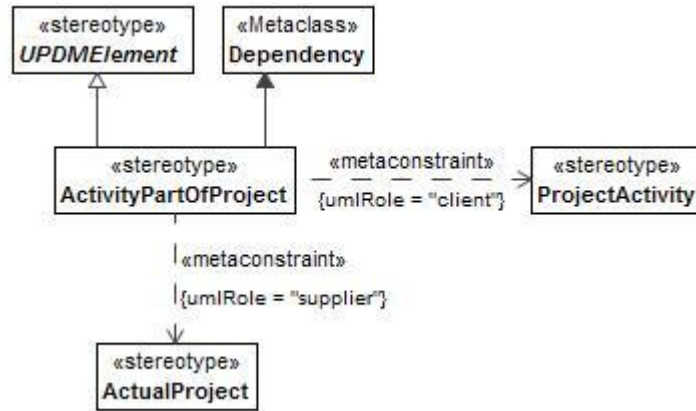 «stereotype»
UPDMElement
«Metaclass»
Dependency
«stereotype»
ActivityPartOfProject
«metaconstraint»
{umlRole = "client"}
«stereotype»
ProjectActivity
«metaconstraint»
{umlRole = "supplier"}
«stereotype»
ActualProject